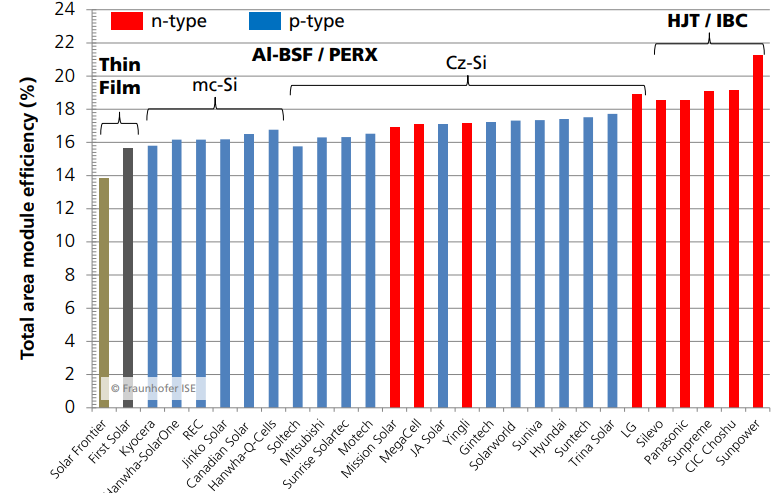 24
22
20
18
16
14
12
10
8
6
4
2
0
Total area module efficiency (%)
n-type
p-type
HJT / IBC
Al-BSF / PERX
Thin
Film
mc-Si
Cz-Si
© Fraunhofer ISE
Solar Frontier
First Solar
Kyocera
Hanwha-SolarOne
REC
Jinko Solar
Canadian Solar
Hanwha-Q-Cells
Soltech
Mitsubishi
Sunrise Solartec
Motech
Mission Solar
MegaCell
JA Solar
Yingli
Gintech
Solarworld
Suniva
Hyundai
Suntech
Trina Solar
LG
Silevo
Panasonic
Sunpreme
CIC Choshu
Sunpower